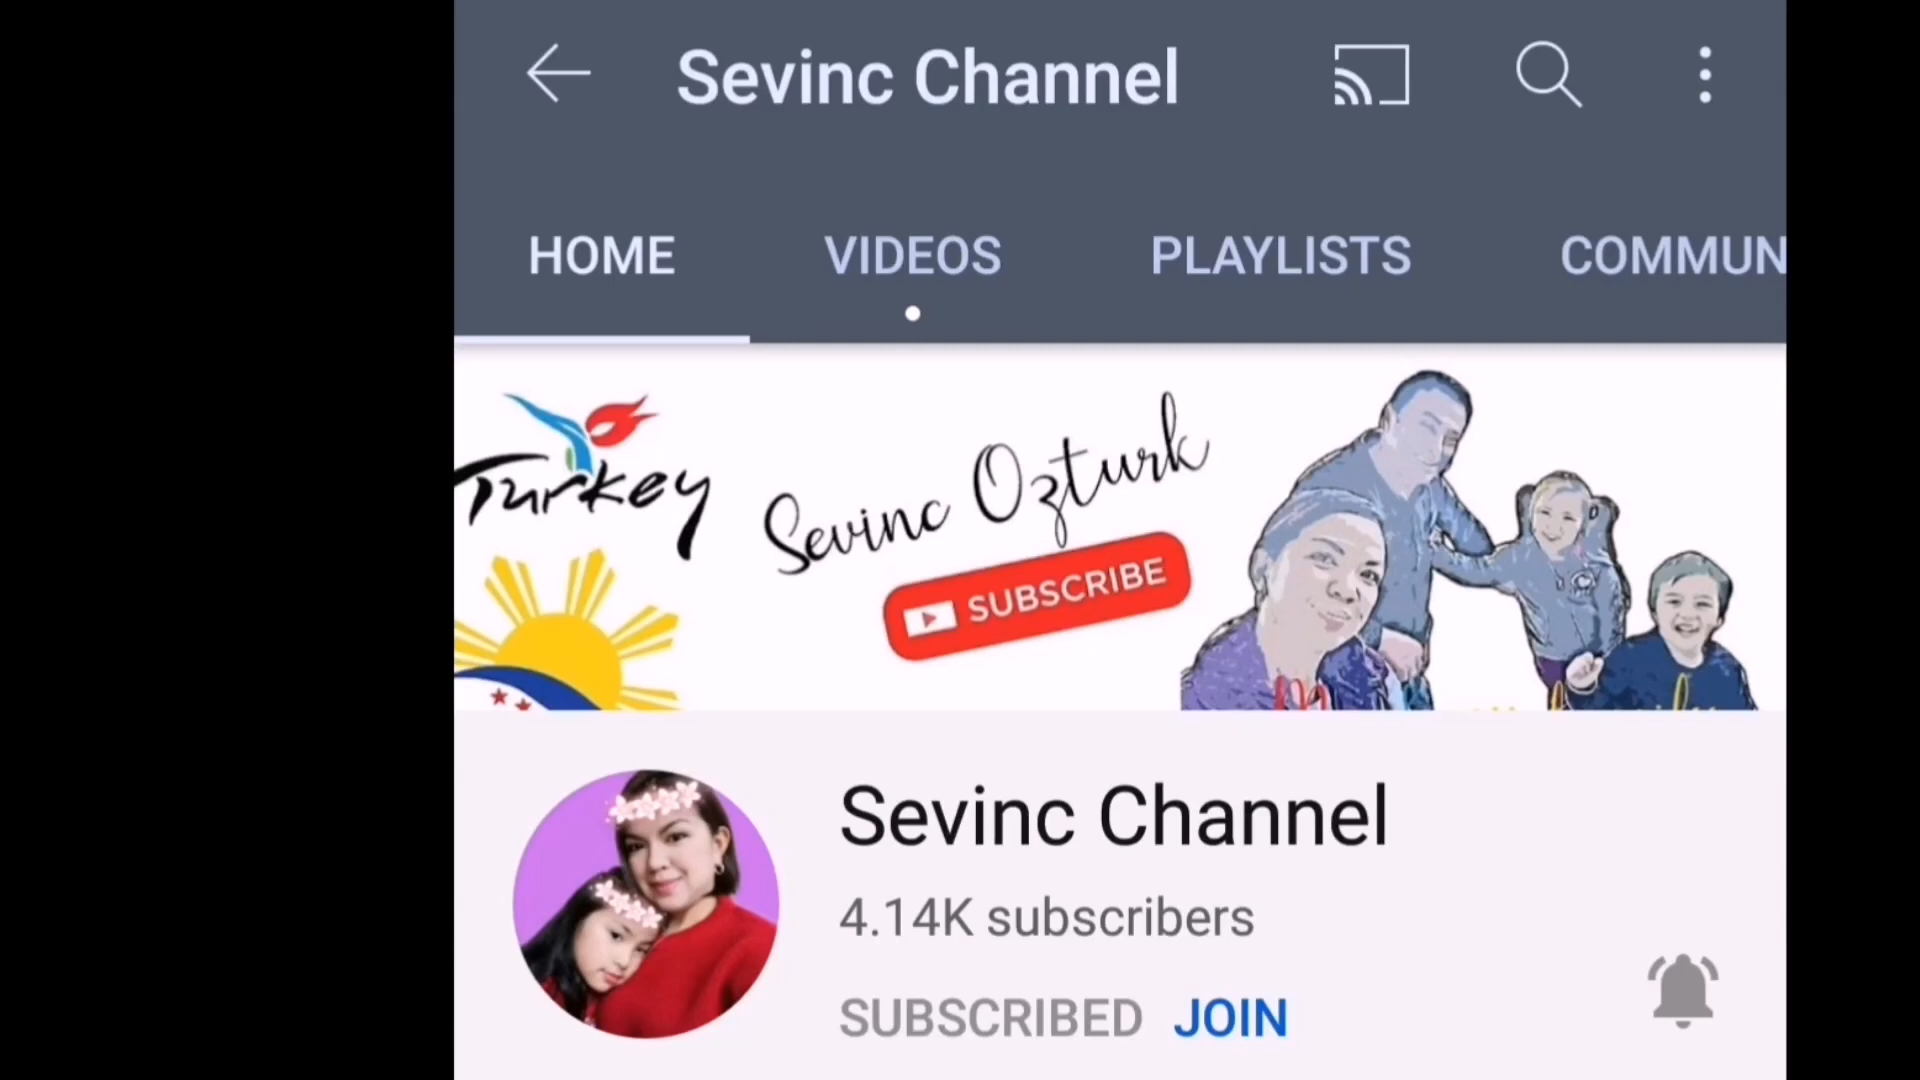 Sevinc Channel
HOME VIDEOS PLAYLISTS COMMUN
Turkey
Sevinc Ozturk
SUBSCRIBE
Sevinc Channel
4.14K subscribers
SUBSCRIBED JOIN